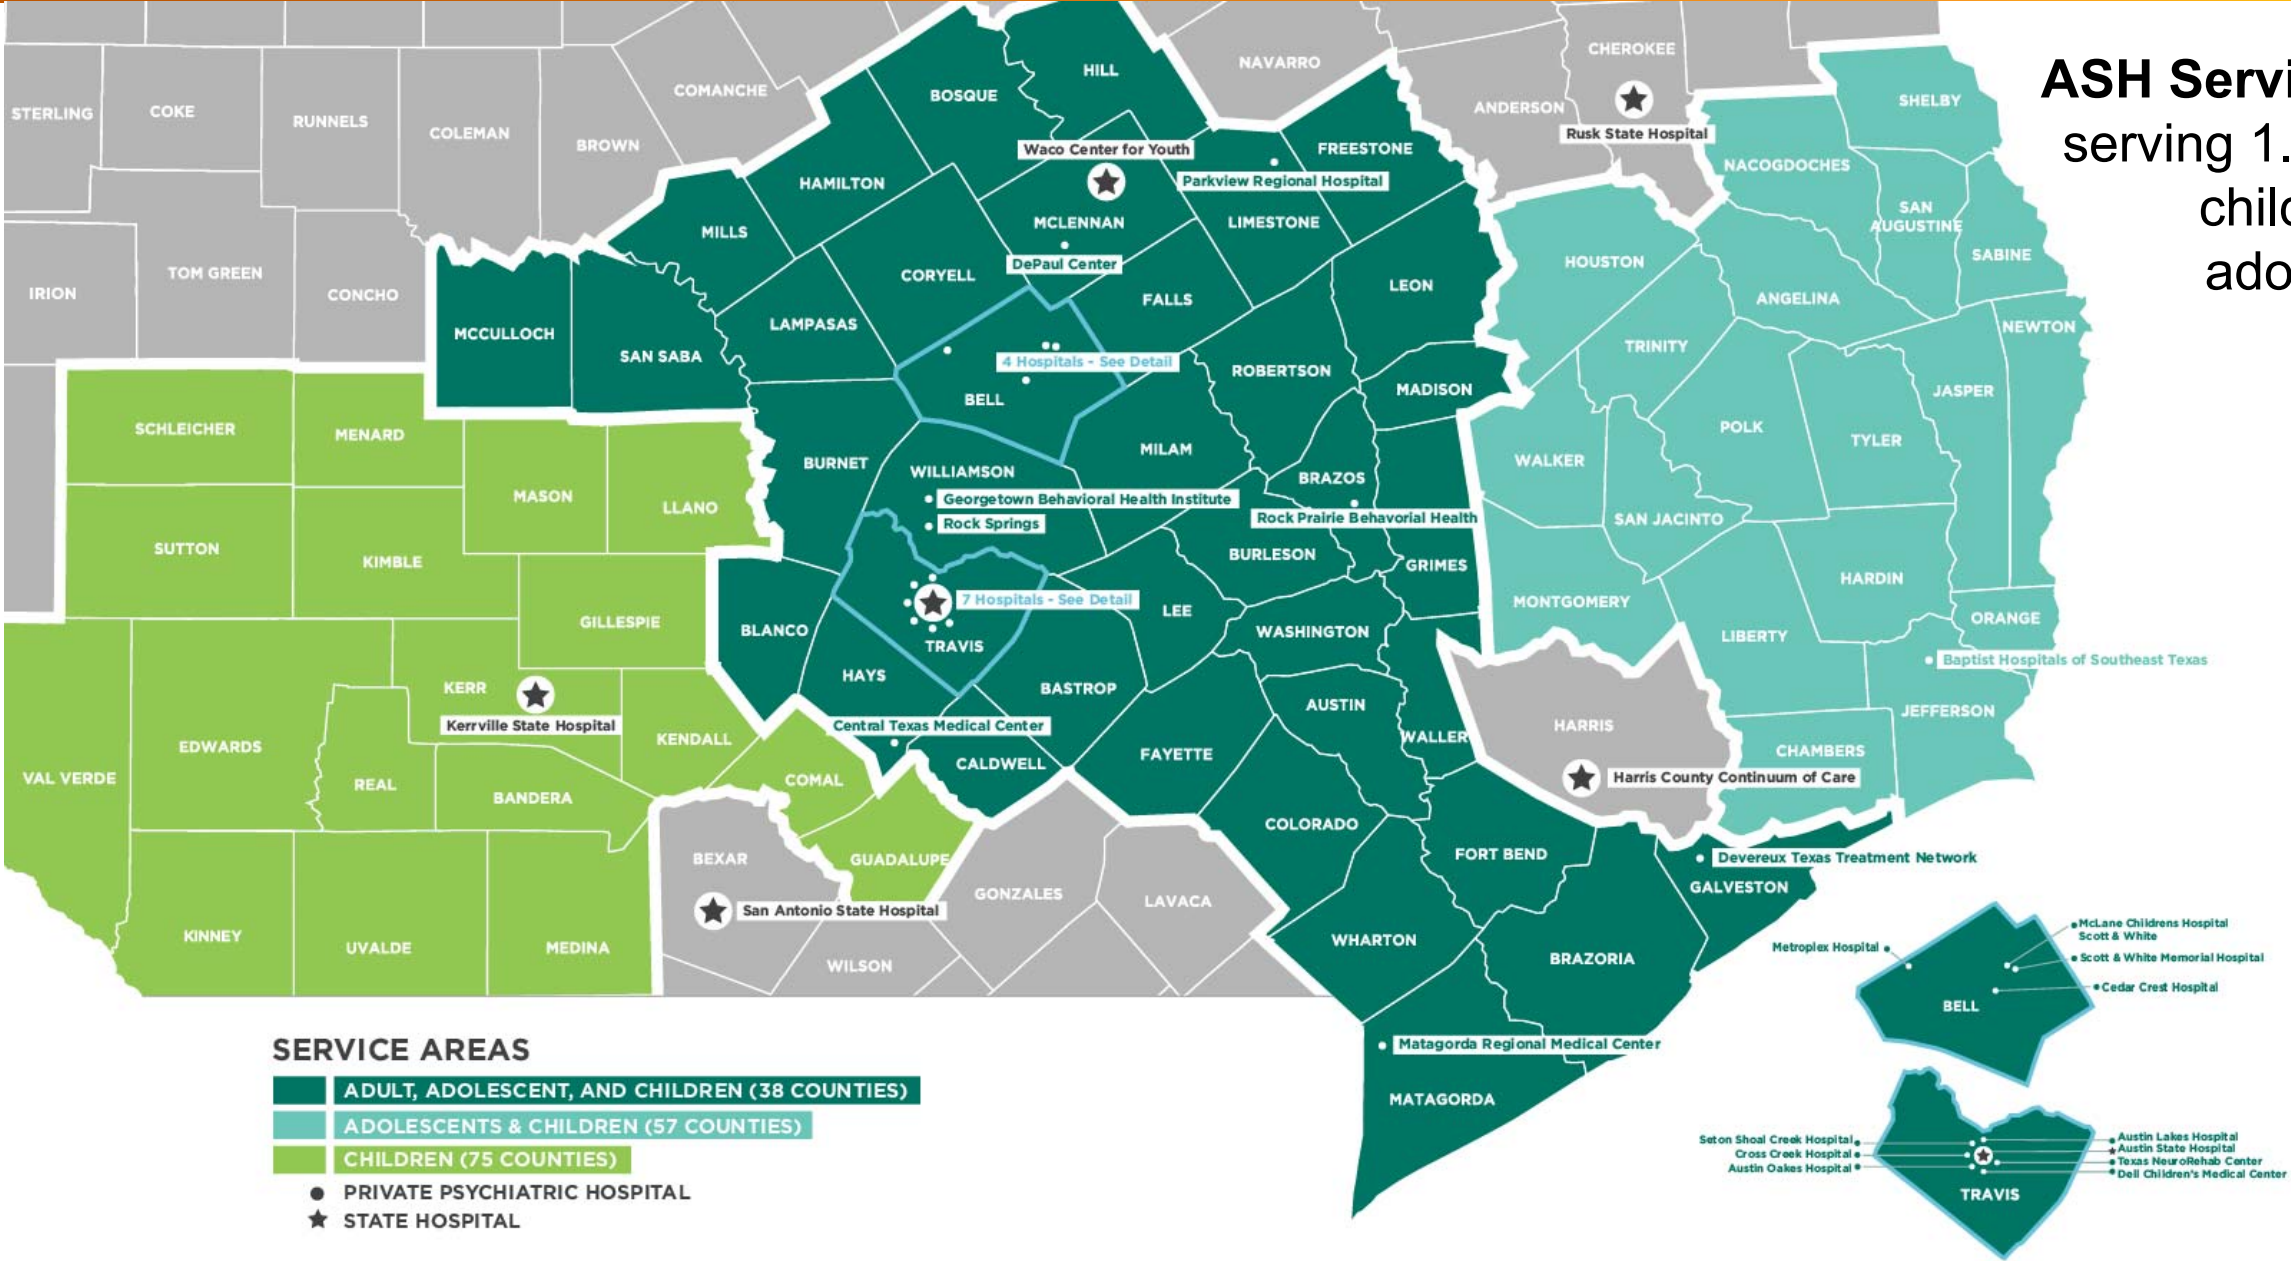 ASH Servi
serving 1.
child
ado
STERLING
COKE
RUNNELS
COLEMAN
BROWN
COMANCHE
BOSQUE
HILL
NAVARRO
ANDERSON
CHEROKEE
Rusk State Hospital
SHELBY
NACOGDOCHES
SAN
AUGUSTINE
SABINE
IRION
TOM GREEN
CONCHO
MCCULLOCH
SAN SABA
MILLS
HAMILTON
LAMPASAS
CORYELL
Waco Center for Youth
MCLENNAN
DePaul Center
Parkview Regional Hospital
LIMESTONE
FREESTONE
FALLS
LEON
HOUSTON
TRINITY
ANGELINA
NEWTON
JASPER
4 Hospitals - See Detail
BELL
ROBERTSON
MADISON
POLK
TYLER
WALKER
SAN JACINTO
SCHLEICHER
MENARD
MASON
LLANO
BURNET
WILLIAMSON
Georgetown Behavioral Health Institute
Rock Springs
MILAM
BRAZOS
Rock Prairie Behavorial Health
BURLESON
GRIMES
MONTGOMERY
HARDIN
ORANGE
LIBERTY
Baptist Hospitals of Southeast Texas
JEFFERSON
CHAMBERS
SUTTON
KIMBLE
GILLESPIE
BLANCO
HAYS
7 Hospitals - See Detail
TRAVIS
LEE
WASHINGTON
BASTROP
AUSTIN
WALLER
HARRIS
Harris County Continuum of Care
KERR
Kerrville State Hospital
KENDALL
Central Texas Medical Center
CALDWELL
FAYETTE
COMAL
VAL VERDE
EDWARDS
REAL
BANDERA
BEXAR
San Antonio State Hospital
GUADALUPE
GONZALES
LAVACA
COLORADO
FORT BEND
Devereux Texas Treatment Network
GALVESTON
KINNEY
UVALDE
MEDINA
WILSON
WHARTON
BRAZORIA
Matagorda Regional Medical Center
MATAGORDA
Metroplex Hospital
McLane Childrens Hospital
Scott & White
Scott & White Memorial Hospital
Cedar Crest Hospital
BELL
Seton Shoal Creek Hospital
Cross Creek Hospital
Austin Oakes Hospital
Austin Lakes Hospital
Austin State Hospital
Texas NeuroRehab Center
Dell Children's Medical Center
TRAVIS
SERVICE AREAS
ADULT, ADOLESCENT, AND CHILDREN (38 COUNTIES)
ADOLESCENTS & CHILDREN (57 COUNTIES)
CHILDREN (75 COUNTIES)
PRIVATE PSYCHIATRIC HOSPITAL
STATE HOSPITAL